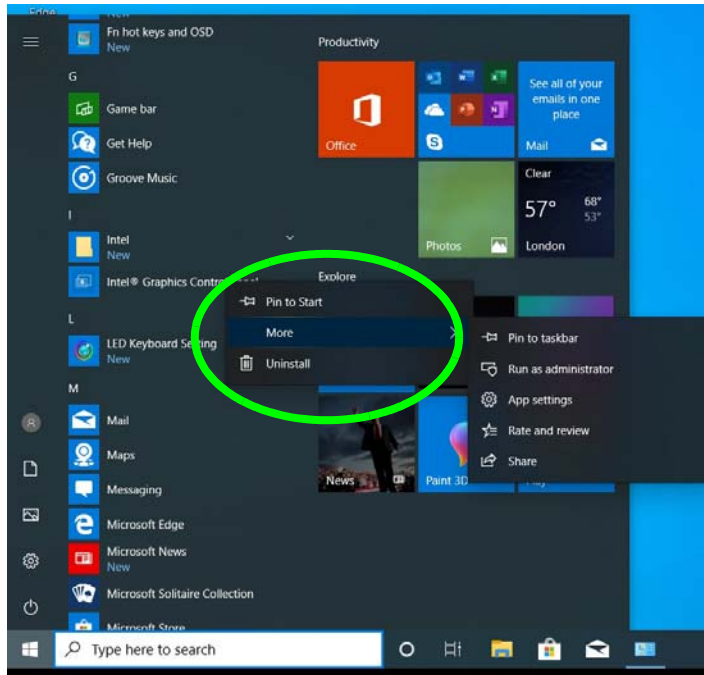 Edge
New
Fn hot keys and OSD
New
G
Game bar
Get Help
Groove Music
I
Intel
New
Intel® Graphics Control
L
LED Keyboard Setting
New
M
Mail
Maps
Messaging
Microsoft Edge
Microsoft News
New
Microsoft Solitaire Collection
Microsoft Store
Productivity
Office
See all of your
emails in one
place
Mail
Photos
Clear
57° 68°
53°
London
Explore
News
Paint 3D
Play
Pin to Start
More
Uninstall
Pin to taskbar
Run as administrator
App settings
Rate and review
Share
Type here to search